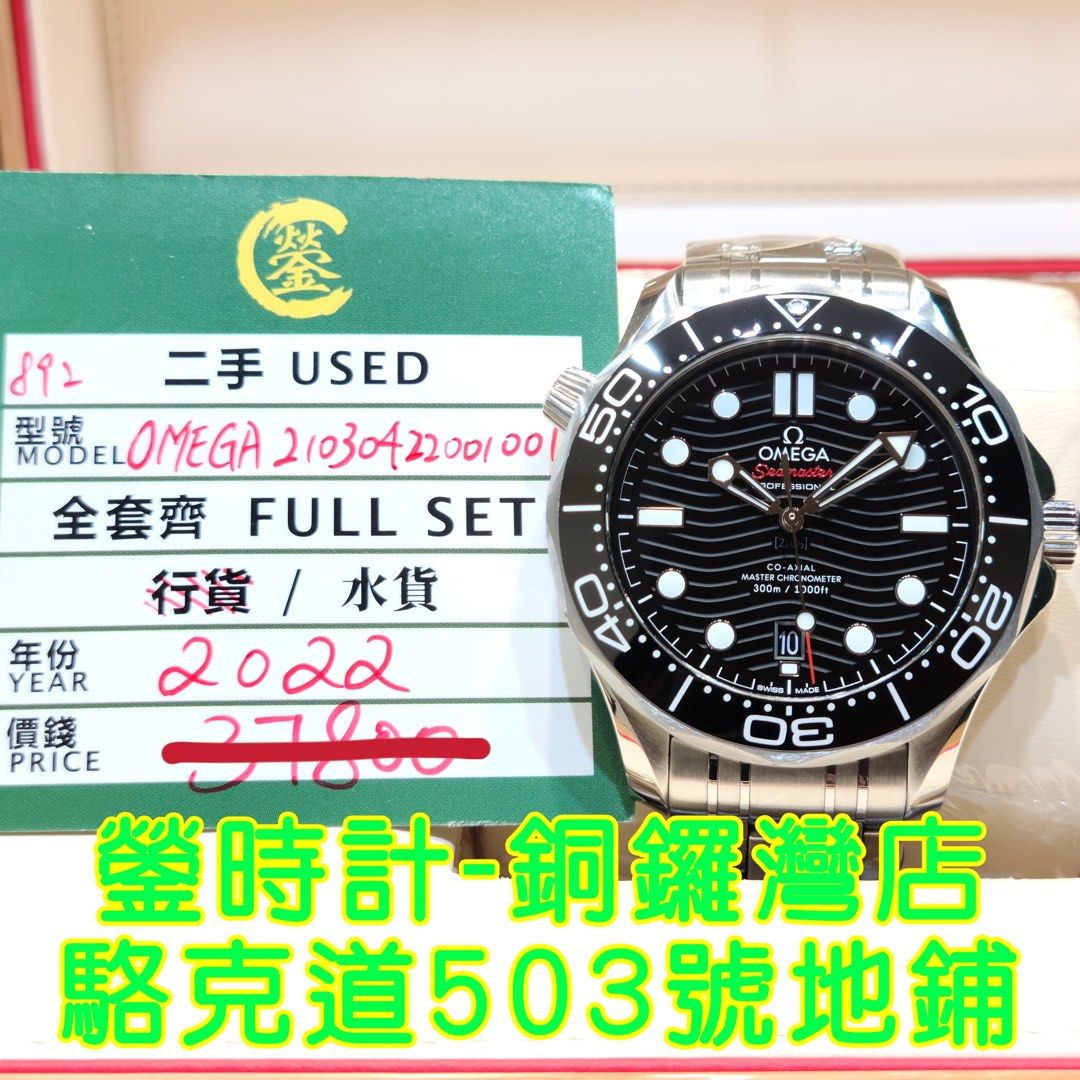 鎣
892 二手 USED
型號 MODEL OMEGA 21030422001001
全套齊 FULL SET
行貨 / 水貨
年份 YEAR 2022
價錢 PRICE 37800
10
20
30
40
50
Ω
OMEGA
Seamaster
PROFESSIONAL
[ZrO₂]
CO-AXIAL
MASTER CHRONOMETER
300m / 1000ft
10
SWISS MADE
鎣時計-銅鑼灣店
駱克道503號地鋪